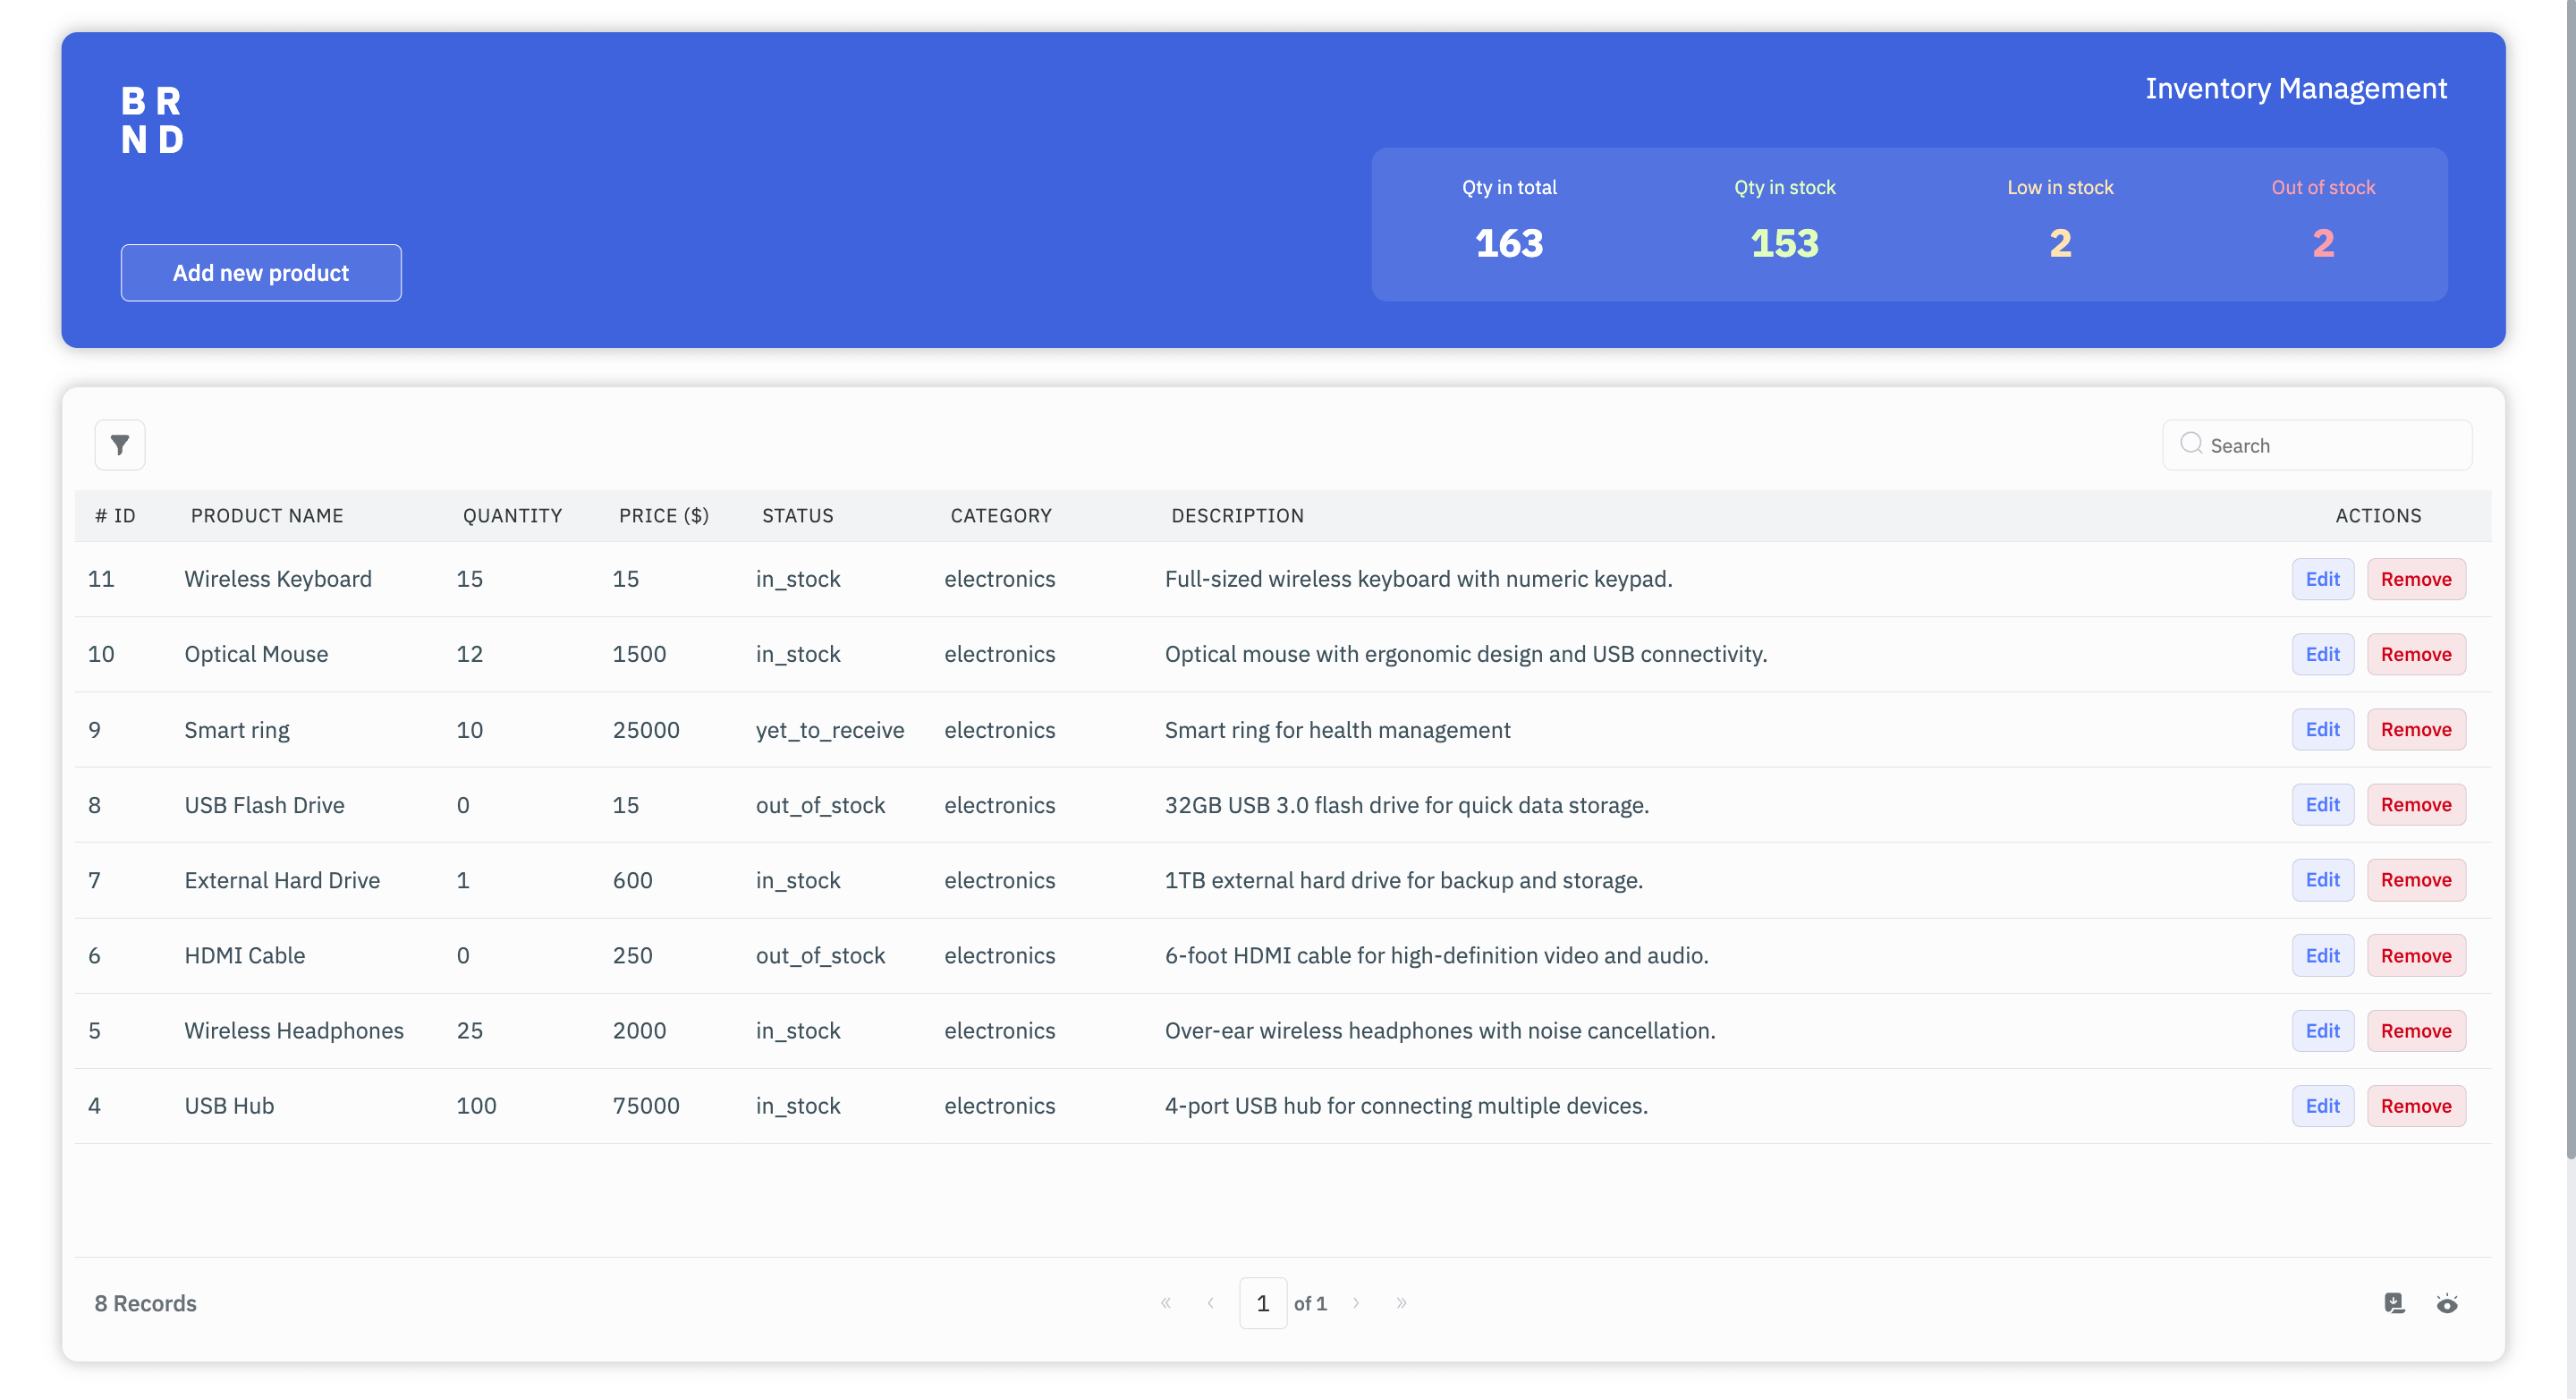 B R
N D
Inventory Management
Add new product
Qty in total Qty in stock Low in stock Out of stock
163 153 2 2
Search
# ID PRODUCT NAME QUANTITY PRICE ($) STATUS CATEGORY DESCRIPTION ACTIONS
11 Wireless Keyboard 15 15 in_stock electronics Full-sized wireless keyboard with numeric keypad. Edit Remove
10 Optical Mouse 12 1500 in_stock electronics Optical mouse with ergonomic design and USB connectivity. Edit Remove
9 Smart ring 10 25000 yet_to_receive electronics Smart ring for health management Edit Remove
8 USB Flash Drive 0 15 out_of_stock electronics 32GB USB 3.0 flash drive for quick data storage. Edit Remove
7 External Hard Drive 1 600 in_stock electronics 1TB external hard drive for backup and storage. Edit Remove
6 HDMI Cable 0 250 out_of_stock electronics 6-foot HDMI cable for high-definition video and audio. Edit Remove
5 Wireless Headphones 25 2000 in_stock electronics Over-ear wireless headphones with noise cancellation. Edit Remove
4 USB Hub 100 75000 in_stock electronics 4-port USB hub for connecting multiple devices. Edit Remove
8 Records « ‹ 1 of 1 › »